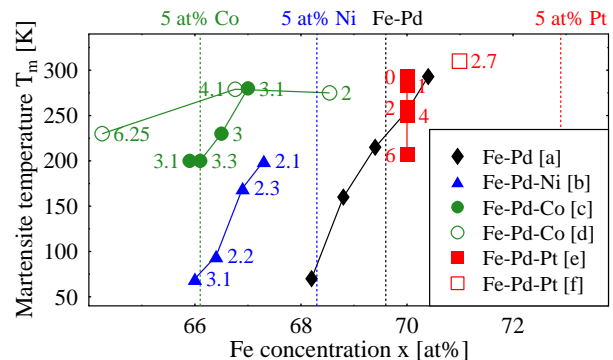 5 at% Co 5 at% Ni Fe-Pd 5 at% Pt
Martensite temperature T_m [K]
300
250
200
150
100
50
4.1
3.1
2
6.25
3
3.1
3.3
2.1
2.3
2.2
3.1
0
1
2
4
6
2.7
Fe-Pd [a]
Fe-Pd-Ni [b]
Fe-Pd-Co [c]
Fe-Pd-Co [d]
Fe-Pd-Pt [e]
Fe-Pd-Pt [f]
66 68 70 72
Fe concentration x [at%]